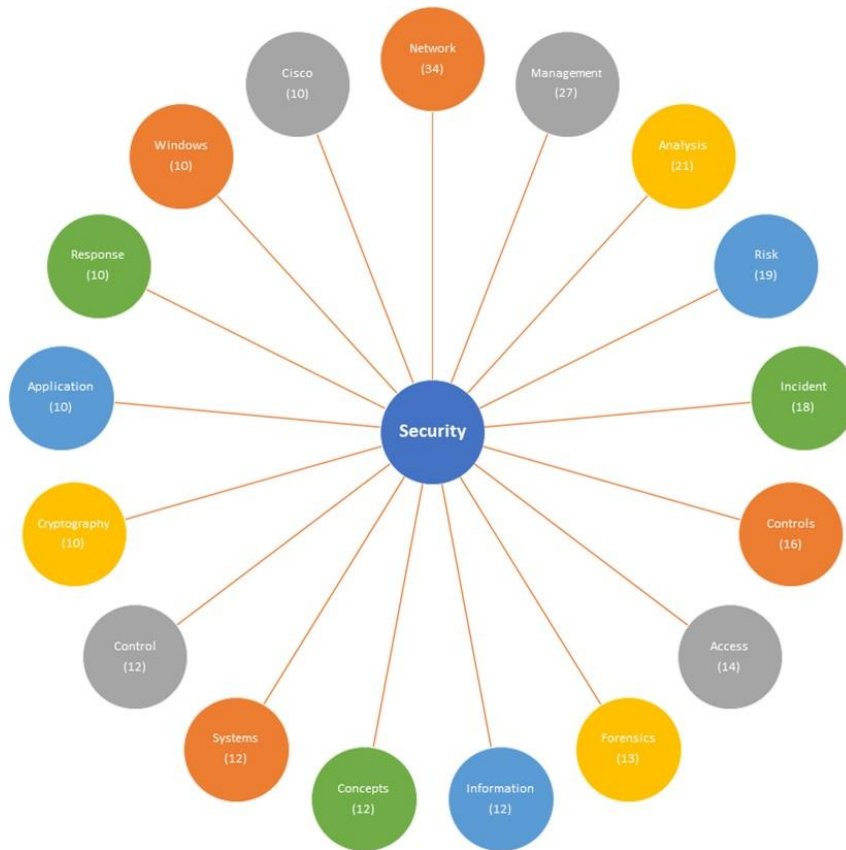 Network
(34)
Management
(27)
Analysis
(21)
Risk
(19)
Incident
(18)
Controls
(16)
Access
(14)
Forensics
(13)
Information
(12)
Concepts
(12)
Systems
(12)
Control
(12)
Cryptography
(10)
Application
(10)
Response
(10)
Windows
(10)
Cisco
(10)
Security